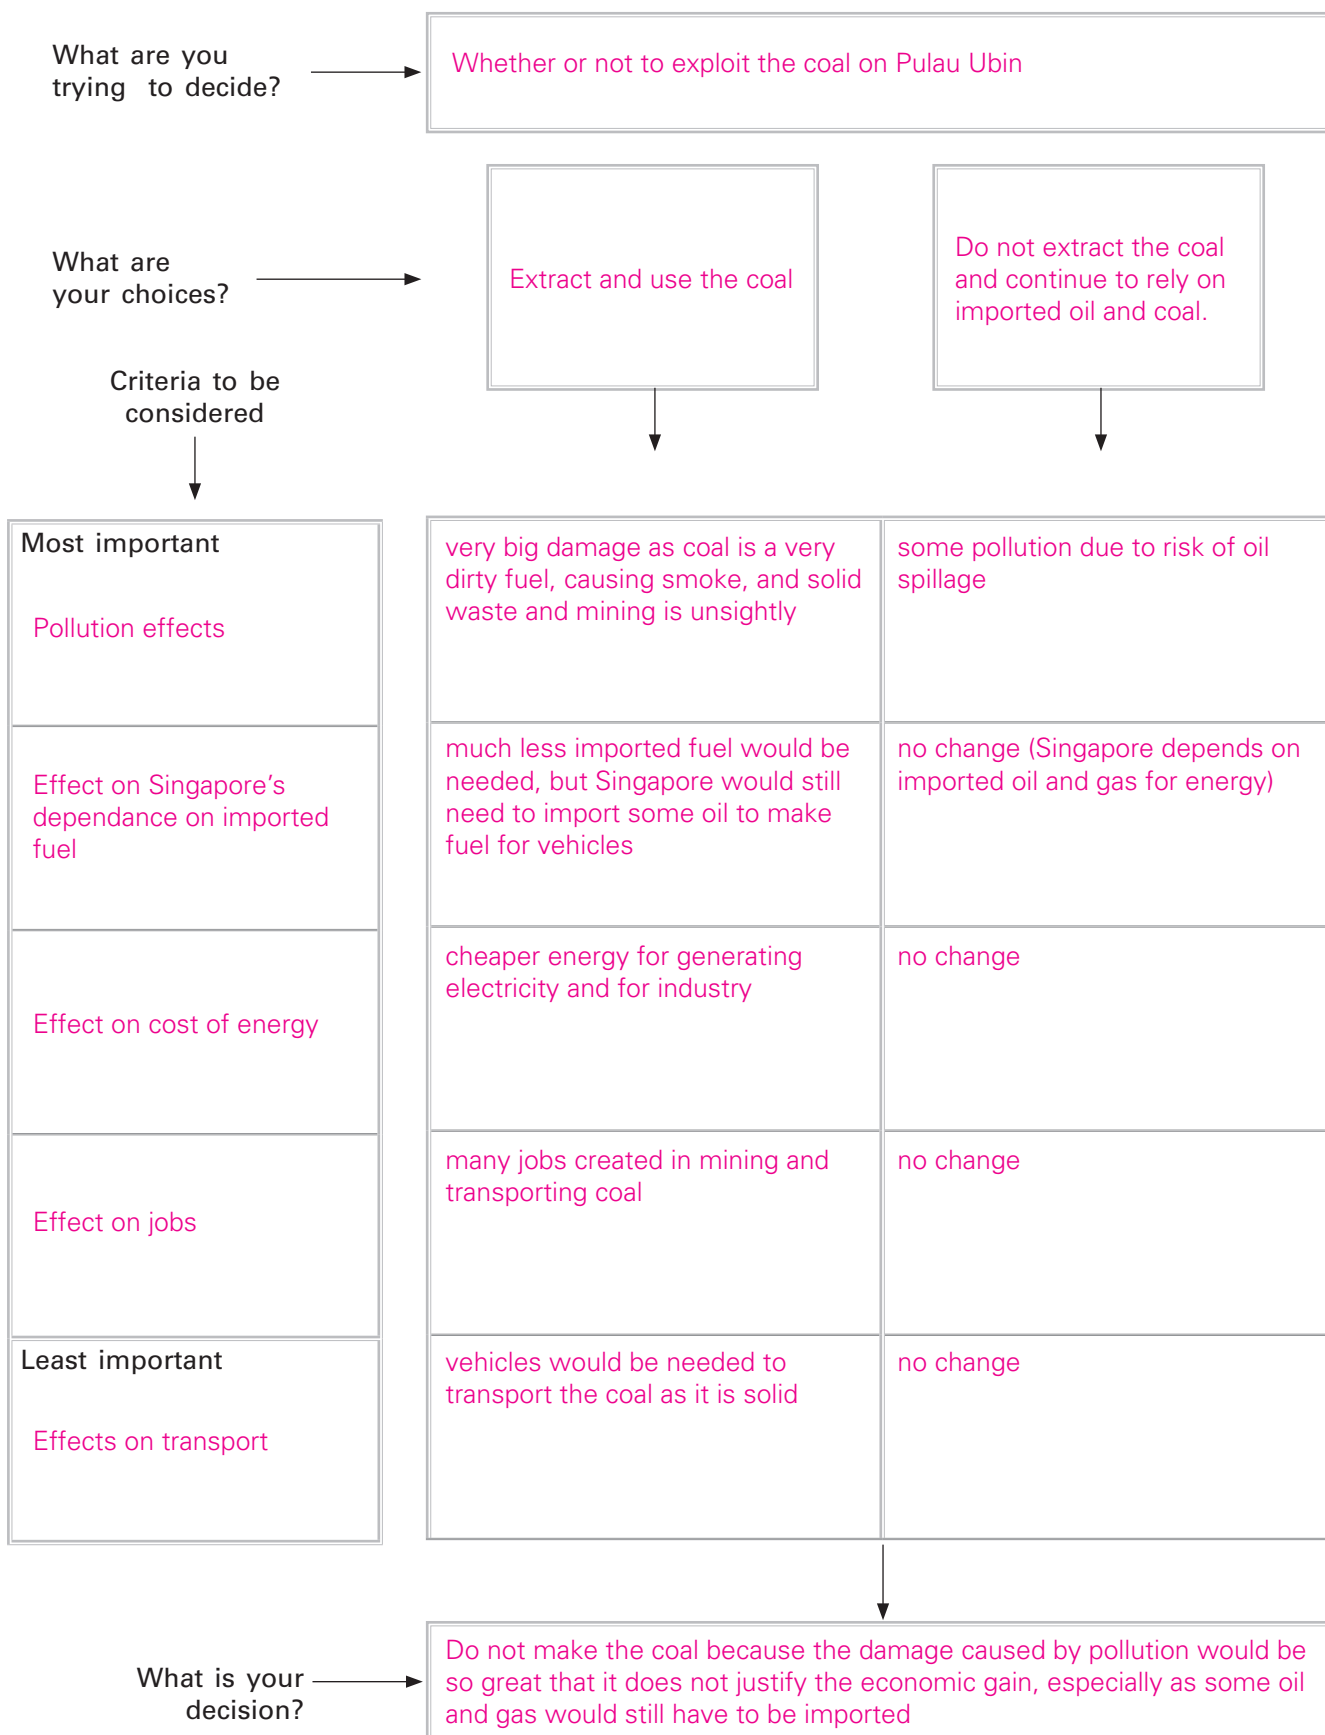 What are you
trying to decide?
Whether or not to exploit the coal on Pulau Ubin
What are
your choices?
Extract and use the coal
Do not extract the coal
and continue to rely on
imported oil and coal.
Criteria to be
considered
Most important
Pollution effects
very big damage as coal is a very
dirty fuel, causing smoke, and solid
waste and mining is unsightly
some pollution due to risk of oil
spillage
Effect on Singapore's
dependance on imported
fuel
much less imported fuel would be
needed, but Singapore would still
need to import some oil to make
fuel for vehicles
no change (Singapore depends on
imported oil and gas for energy)
Effect on cost of energy
cheaper energy for generating
electricity and for industry
no change
Effect on jobs
many jobs created in mining and
transporting coal
no change
Least important
Effects on transport
vehicles would be needed to
transport the coal as it is solid
no change
What is your
decision?
Do not make the coal because the damage caused by pollution would be
so great that it does not justify the economic gain, especially as some oil
and gas would still have to be imported